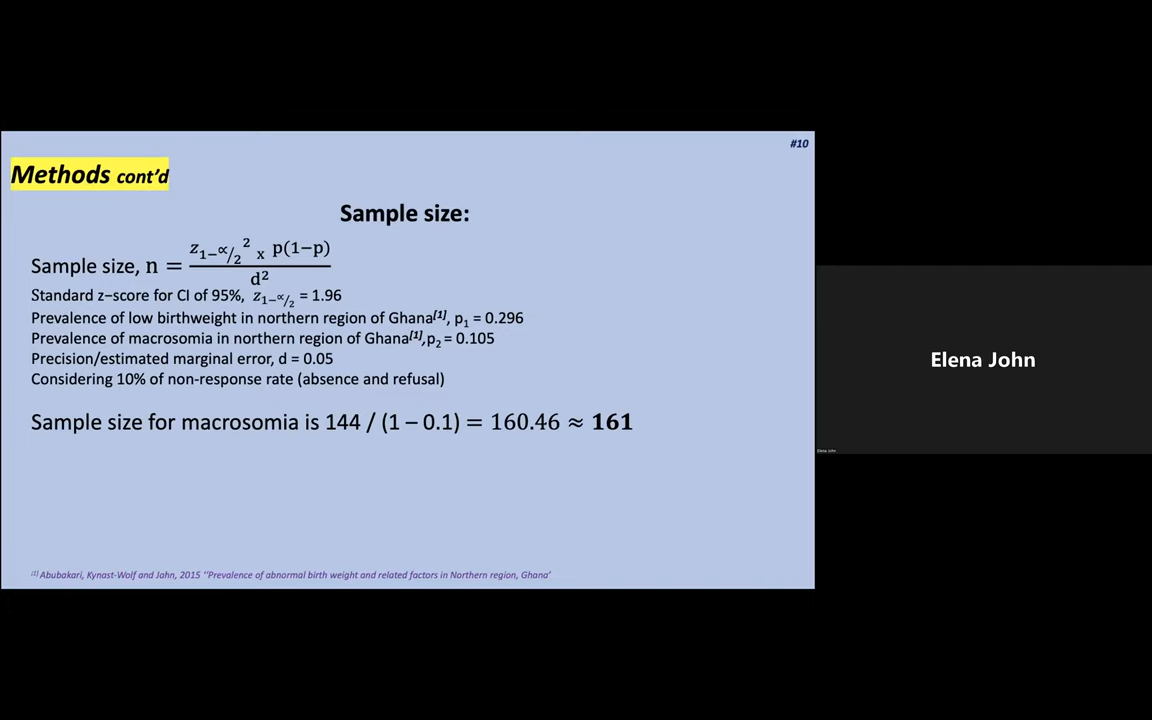 #10
Methods cont’d
Sample size:
Sample size, n = z₁₋∝/₂² x p(1−p) / d²
Standard z−score for CI of 95%, z₁₋∝/₂ = 1.96
Prevalence of low birthweight in northern region of Ghana[1], p₁ = 0.296
Prevalence of macrosomia in northern region of Ghana[1],p₂ = 0.105
Precision/estimated marginal error, d = 0.05
Considering 10% of non-response rate (absence and refusal)
Sample size for macrosomia is 144 / (1 – 0.1) = 160.46 ≈ 161
[1] Abubakari, Kynast-Wolf and Jahn, 2015 ‘‘Prevalence of abnormal birth weight and related factors in Northern region, Ghana’
Elena John
Elena John